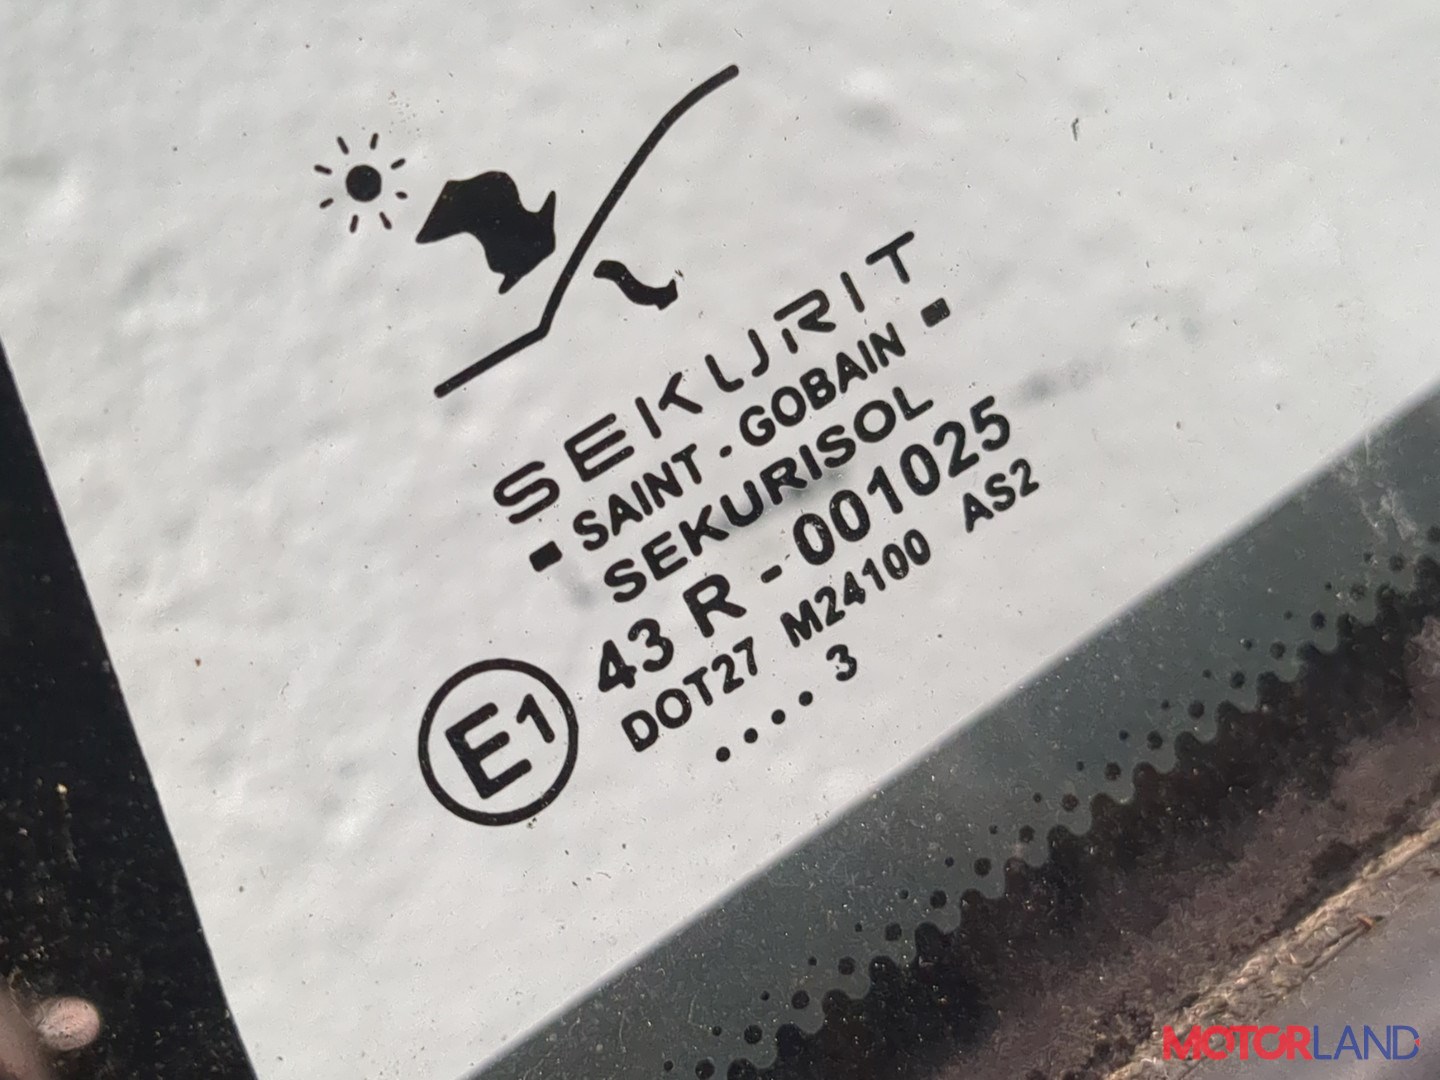 SEKURIT
▪ SAINT-GOBAIN ▪
SEKURISOL
E1 43 R - 001025
DOT27 M24100 AS2
....3
MOTORLAND